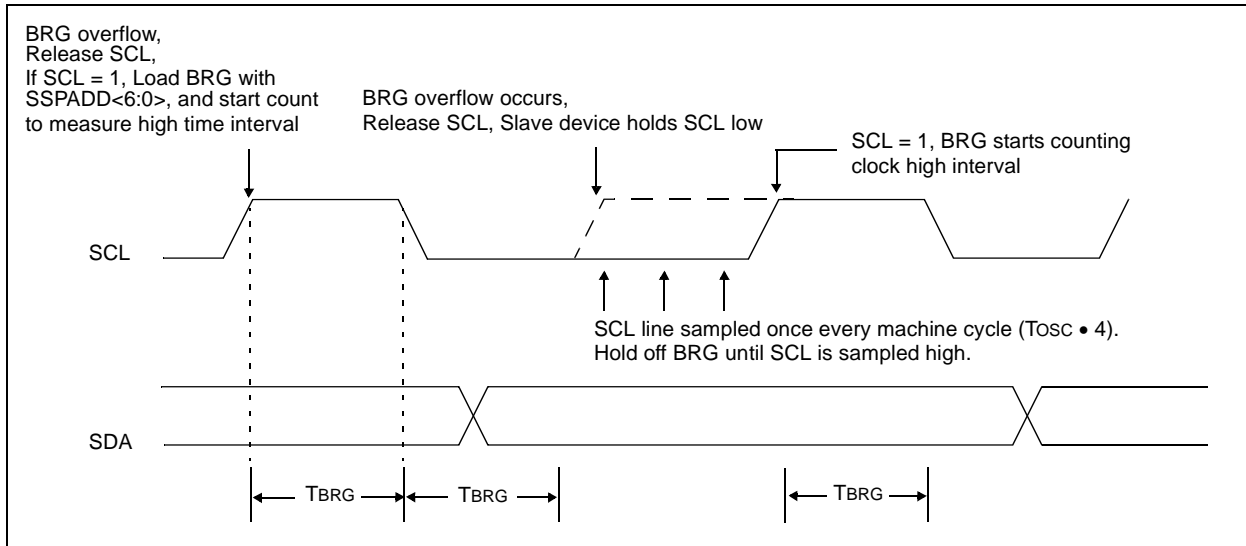 BRG overflow,
Release SCL,
If SCL = 1, Load BRG with
SSPADD<6:0>, and start count
to measure high time interval
BRG overflow occurs,
Release SCL, Slave device holds SCL low
SCL = 1, BRG starts counting
clock high interval
SCL
SCL line sampled once every machine cycle (TOSC • 4).
Hold off BRG until SCL is sampled high.
SDA
TBRG
TBRG
TBRG